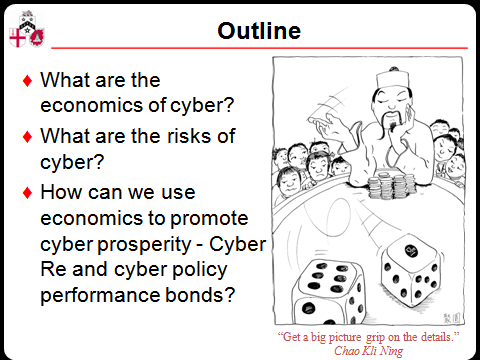 Outline
What are the
economics of cyber?
What are the risks of
cyber?
How can we use
economics to promote
cyber prosperity - Cyber
Re and cyber policy
performance bonds?
“Get a big picture grip on the details.”
Chao Kli Ning